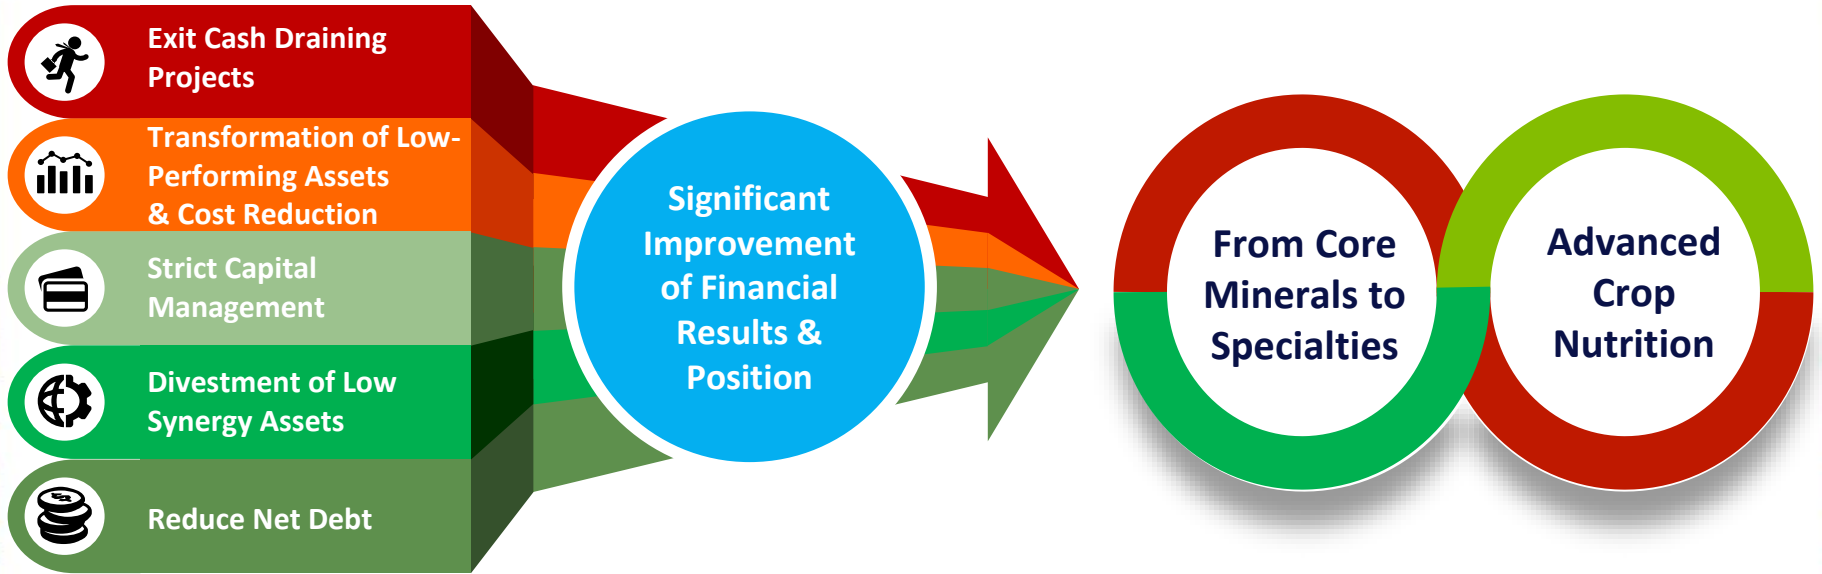 Exit Cash Draining
Projects
Transformation of Low-
Performing Assets
& Cost Reduction
Strict Capital
Management
Divestment of Low
Synergy Assets
Reduce Net Debt
Significant
Improvement
of Financial
Results &
Position
From Core
Minerals to
Specialties
Advanced
Crop
Nutrition